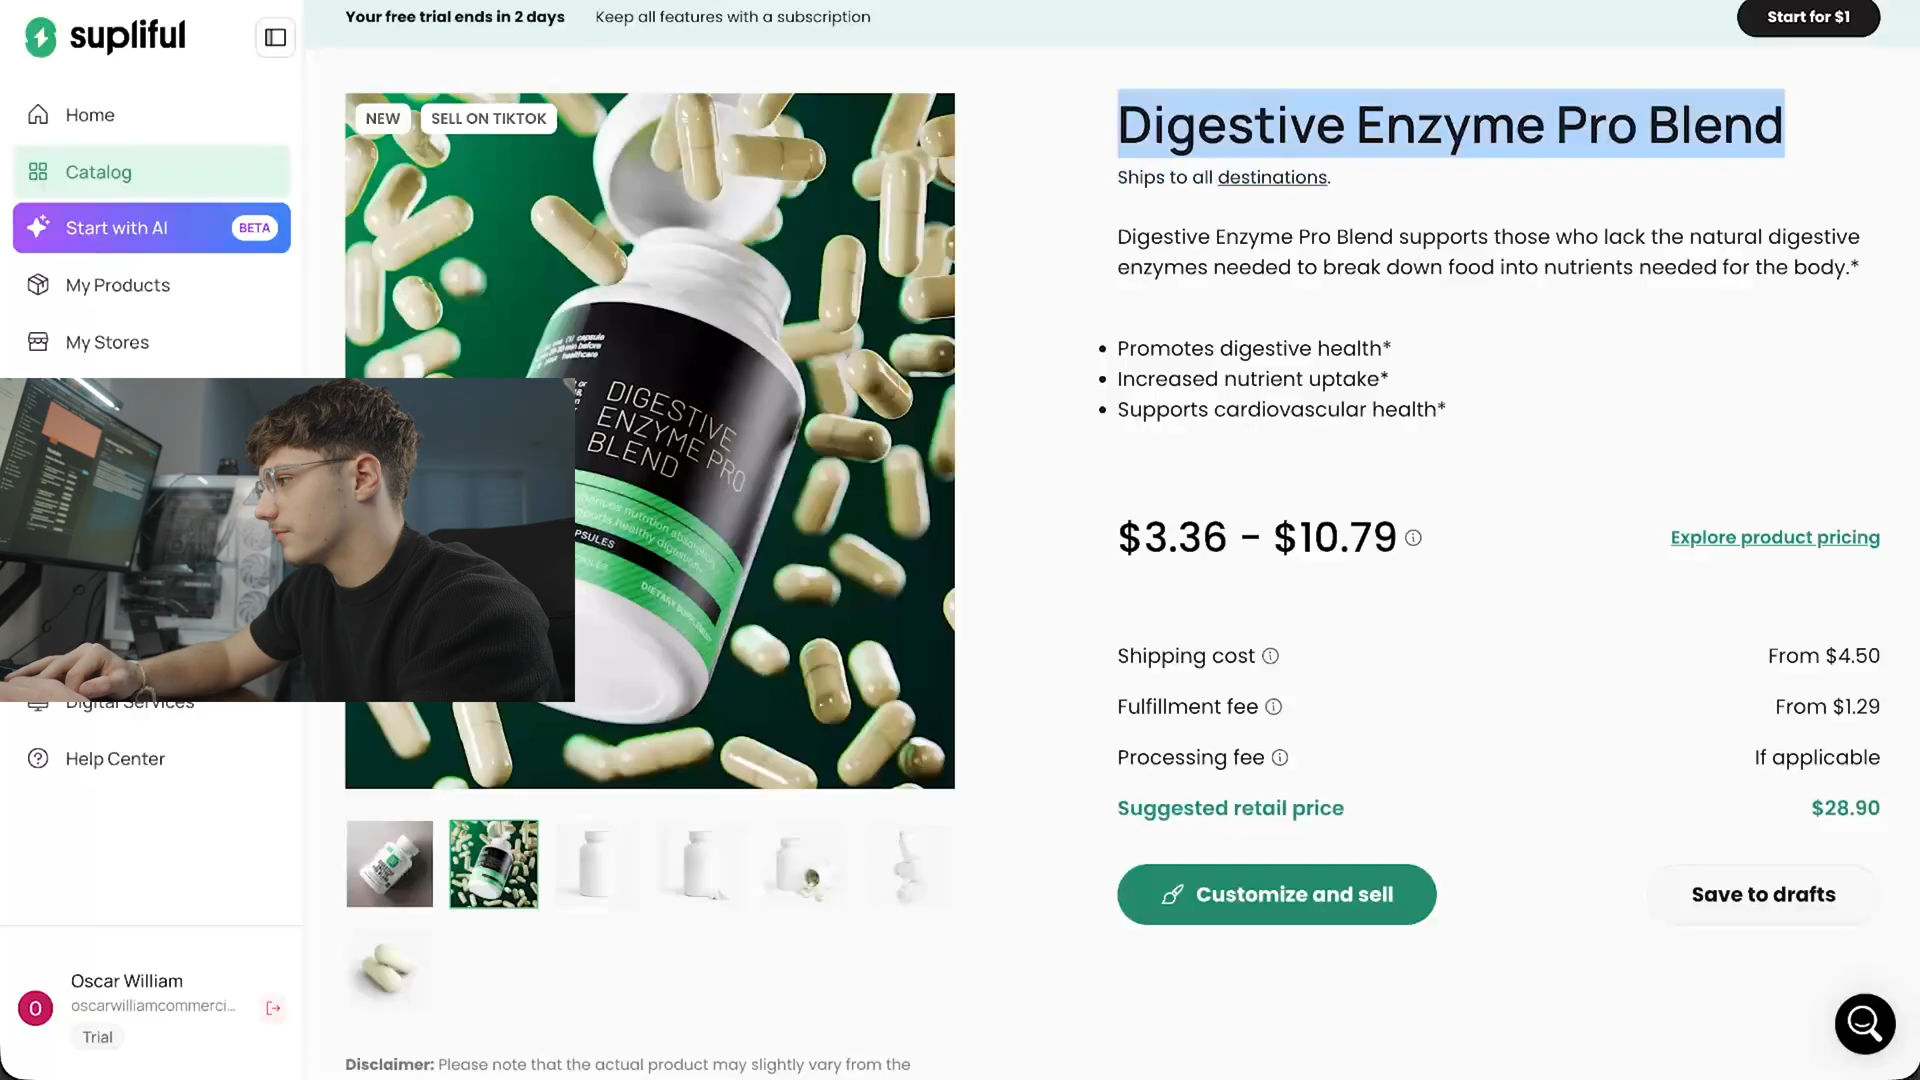 supliful
Your free trial ends in 2 days
Keep all features with a subscription
Start for $1
Home
Catalog
Start with AI
BETA
My Products
My Stores
Digital Services
Help Center
Oscar William
oscarwilliamcommerci...
Trial
NEW
SELL ON TIKTOK
DIGESTIVE
ENZYME PRO
BLEND
DIETARY SUPPLEMENT
Digestive Enzyme Pro Blend
Ships to all destinations.
Digestive Enzyme Pro Blend supports those who lack the natural digestive
enzymes needed to break down food into nutrients needed for the body.*
Promotes digestive health*
Increased nutrient uptake*
Supports cardiovascular health*
$3.36 - $10.79
Explore product pricing
Shipping cost
From $4.50
Fulfillment fee
From $1.29
Processing fee
If applicable
Suggested retail price
$28.90
Customize and sell
Save to drafts
Disclaimer: Please note that the actual product may slightly vary from the